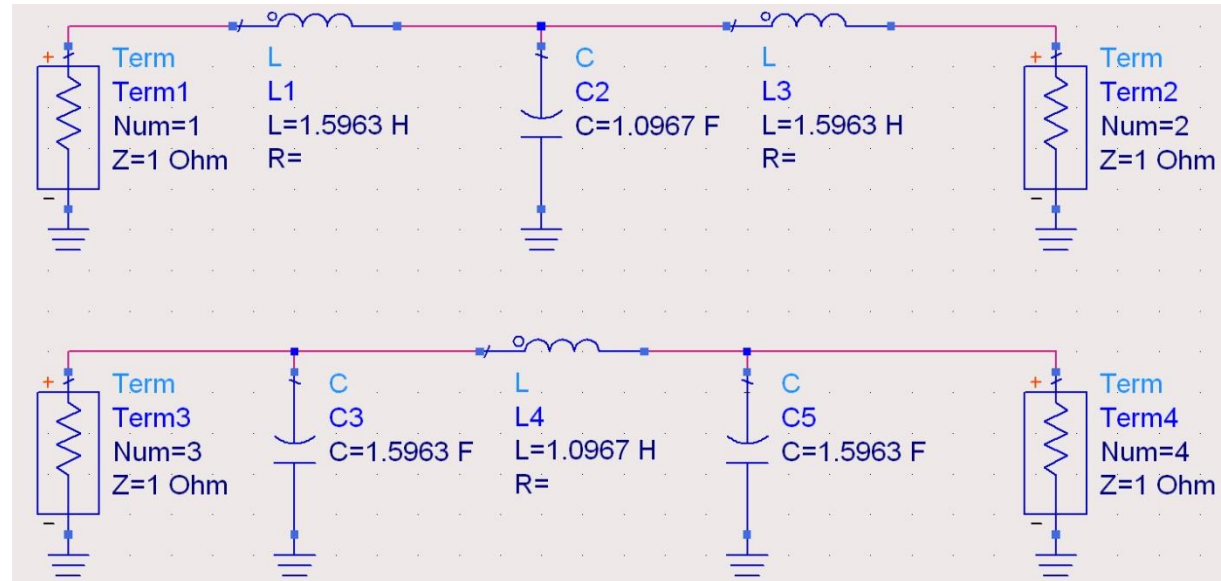 +
Term
Term1
Num=1
Z=1 Ohm
-
L
L1
L=1.5963 H
R=
C
C2
C=1.0967 F
L
L3
L=1.5963 H
R=
+
Term
Term2
Num=2
Z=1 Ohm
-
+
Term
Term3
Num=3
Z=1 Ohm
-
C
C3
C=1.5963 F
L
L4
L=1.0967 H
R=
C
C5
C=1.5963 F
+
Term
Term4
Num=4
Z=1 Ohm
-